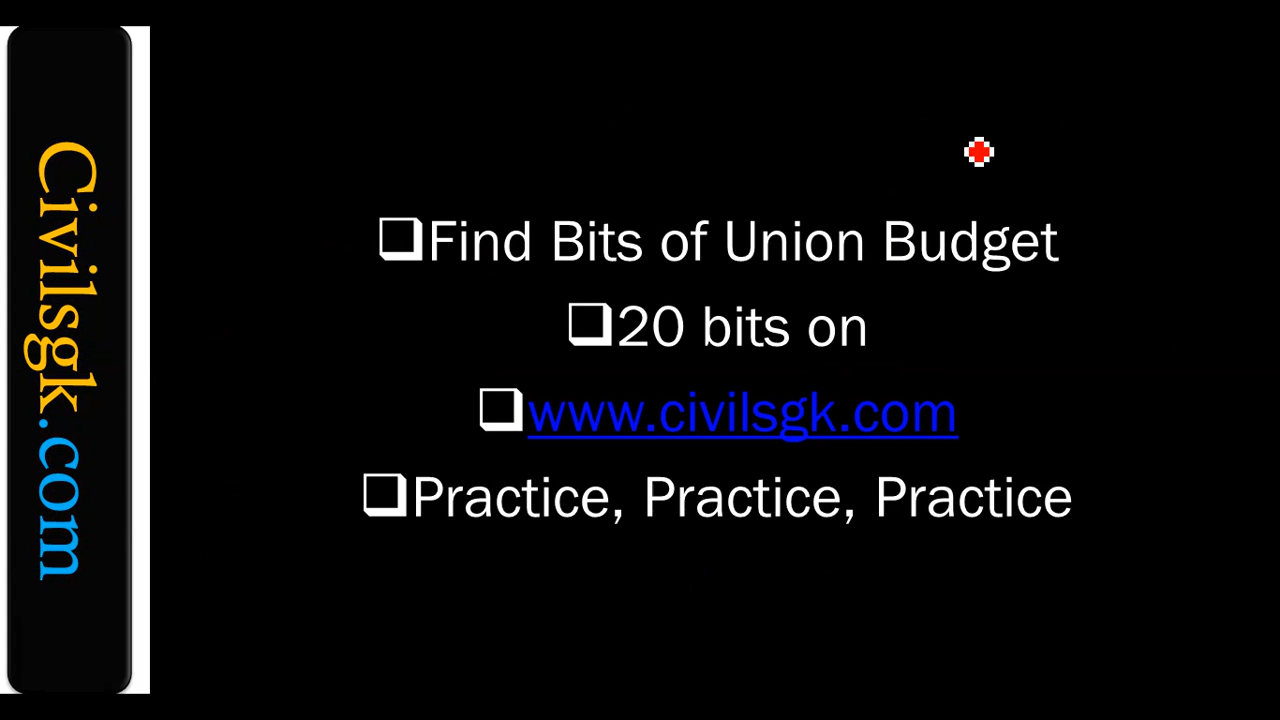 Civilsgk.com
❑Find Bits of Union Budget
❑20 bits on
❑www.civilsgk.com
❑Practice, Practice, Practice